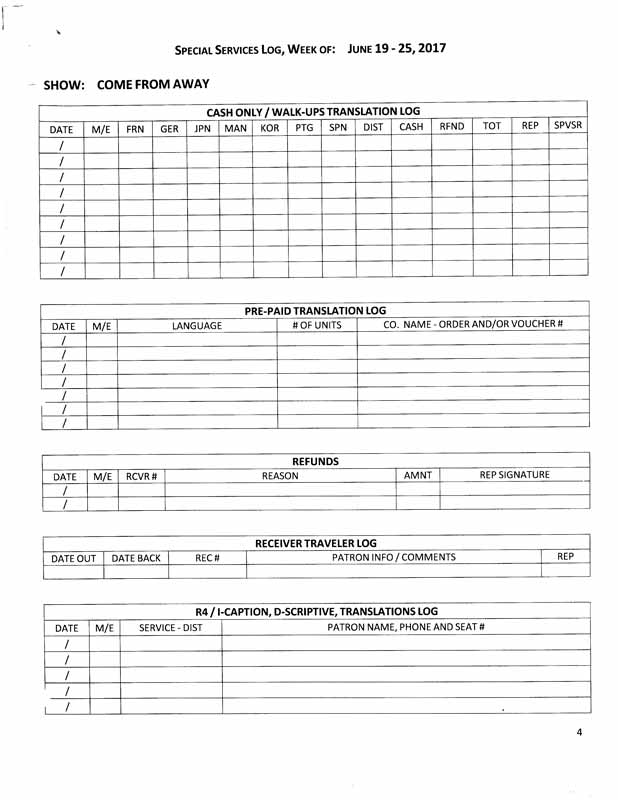 SPECIAL SERVICES LOG, WEEK OF: JUNE 19 - 25, 2017
SHOW: COME FROM AWAY
CASH ONLY / WALK-UPS TRANSLATION LOG
DATE M/E FRN GER JPN MAN KOR PTG SPN DIST CASH RFND TOT REP SPVSR
/
/
/
/
/
/
/
/
/
PRE-PAID TRANSLATION LOG
DATE M/E LANGUAGE # OF UNITS CO. NAME - ORDER AND/OR VOUCHER #
/
/
/
/
/
/
/
REFUNDS
DATE M/E RCVR # REASON AMNT REP SIGNATURE
/
/
RECEIVER TRAVELER LOG
DATE OUT DATE BACK REC # PATRON INFO / COMMENTS REP
R4 / I-CAPTION, D-SCRIPTIVE, TRANSLATIONS LOG
DATE M/E SERVICE - DIST PATRON NAME, PHONE AND SEAT #
/
/
/
/
/
4